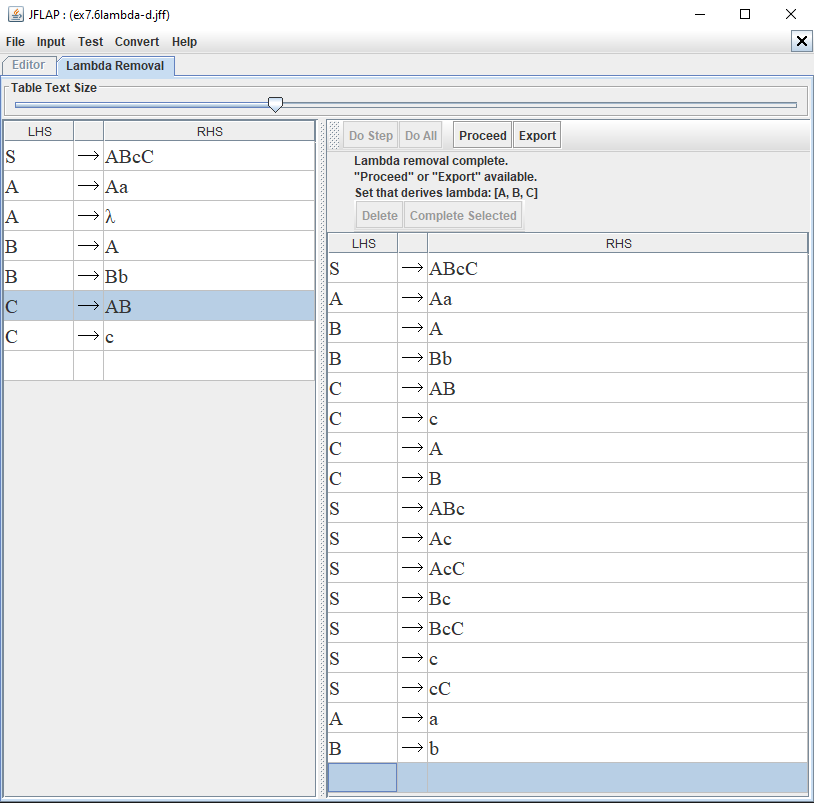 JFLAP : (ex7.6lambda-d.jff)
File Input Test Convert Help
Editor Lambda Removal
Table Text Size
LHS RHS
S → ABcC
A → Aa
A → λ
B → A
B → Bb
C → AB
C → c
Do Step Do All Proceed Export
Lambda removal complete.
"Proceed" or "Export" available.
Set that derives lambda: [A, B, C]
Delete Complete Selected
LHS RHS
S → ABcC
A → Aa
B → A
B → Bb
C → AB
C → c
C → A
C → B
S → ABc
S → Ac
S → AcC
S → Bc
S → BcC
S → c
S → cC
A → a
B → b